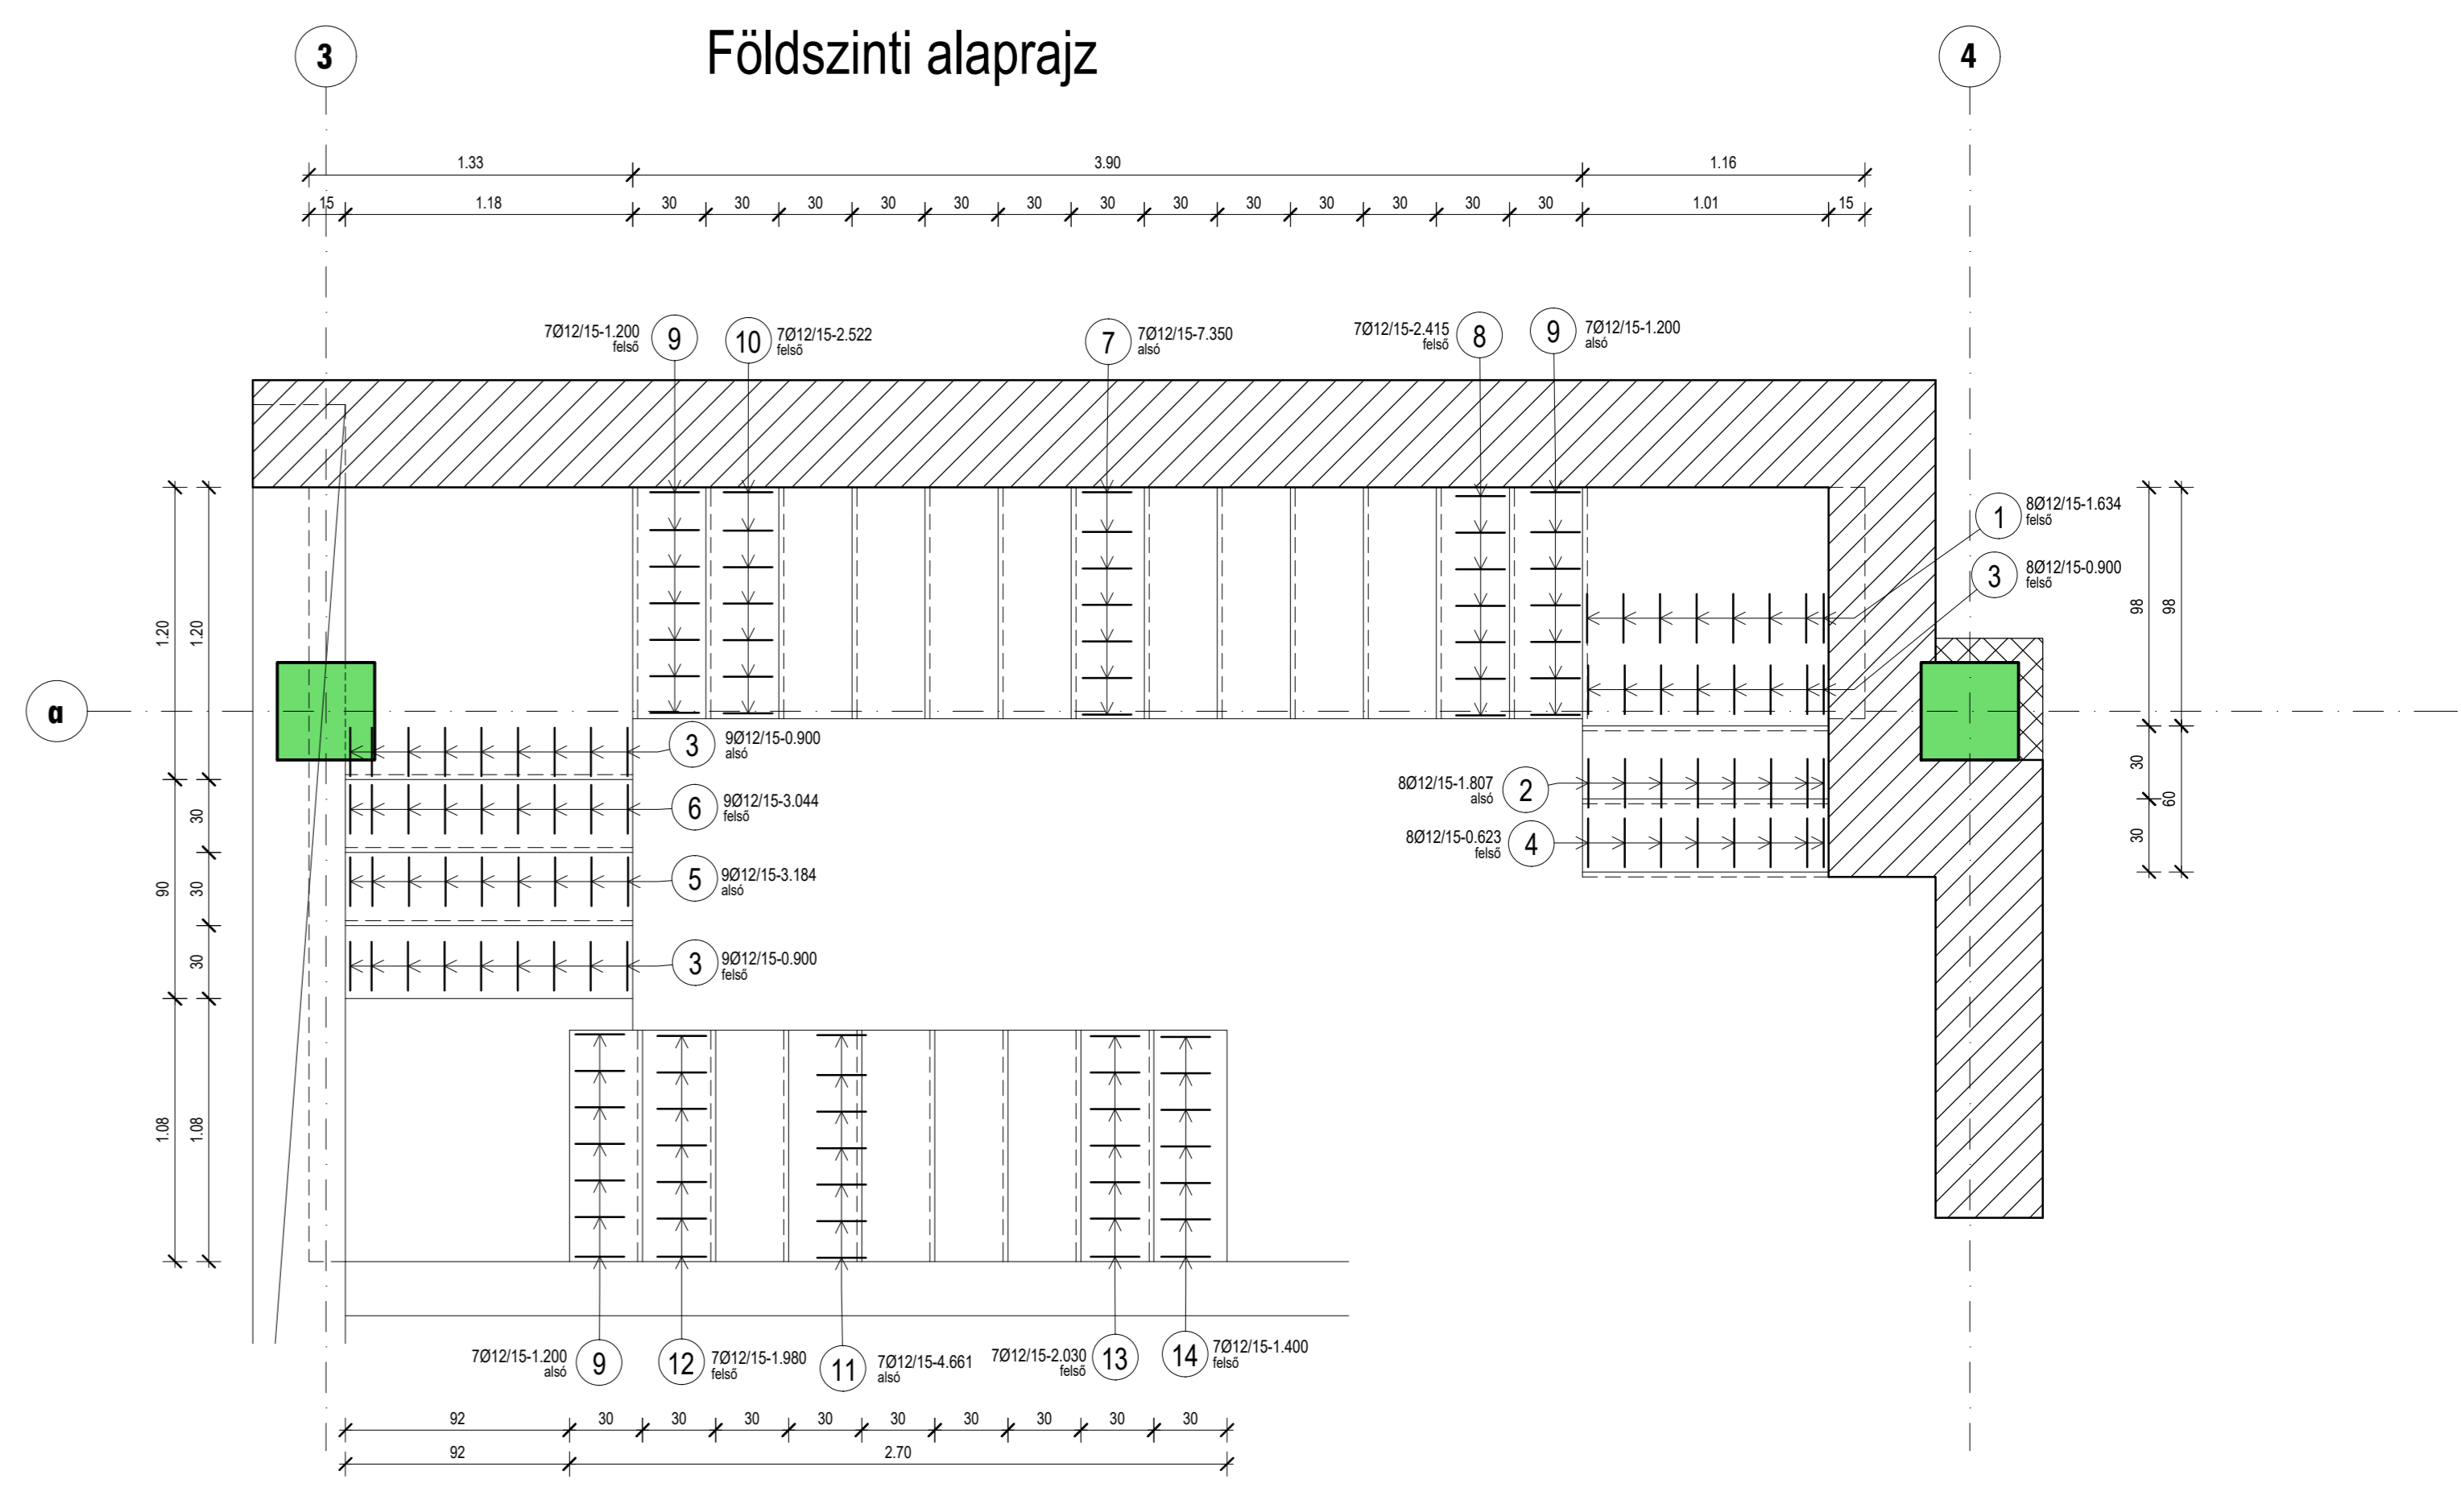 Földszinti alaprajz
3
4
1.33
3.90
1.16
15
1.18
30
30
30
30
30
30
30
30
30
30
30
30
30
1.01
15
7Ø12/15-1.200
felső
9
10
7Ø12/15-2.522
felső
7
7Ø12/15-7.350
alsó
7Ø12/15-2.415
felső
8
9
7Ø12/15-1.200
alsó
1
8Ø12/15-1.634
felső
3
8Ø12/15-0.900
felső
1.20
1.20
98
98
a
3
9Ø12/15-0.900
alsó
6
9Ø12/15-3.044
felső
5
9Ø12/15-3.184
alsó
3
9Ø12/15-0.900
felső
8Ø12/15-1.807
alsó
2
8Ø12/15-0.623
felső
4
30
60
30
30
90
30
30
1.08
1.08
7Ø12/15-1.200
alsó
9
12
7Ø12/15-1.980
felső
11
7Ø12/15-4.661
alsó
7Ø12/15-2.030
felső
13
14
7Ø12/15-1.400
felső
92
30
30
30
30
30
30
30
30
30
92
2.70